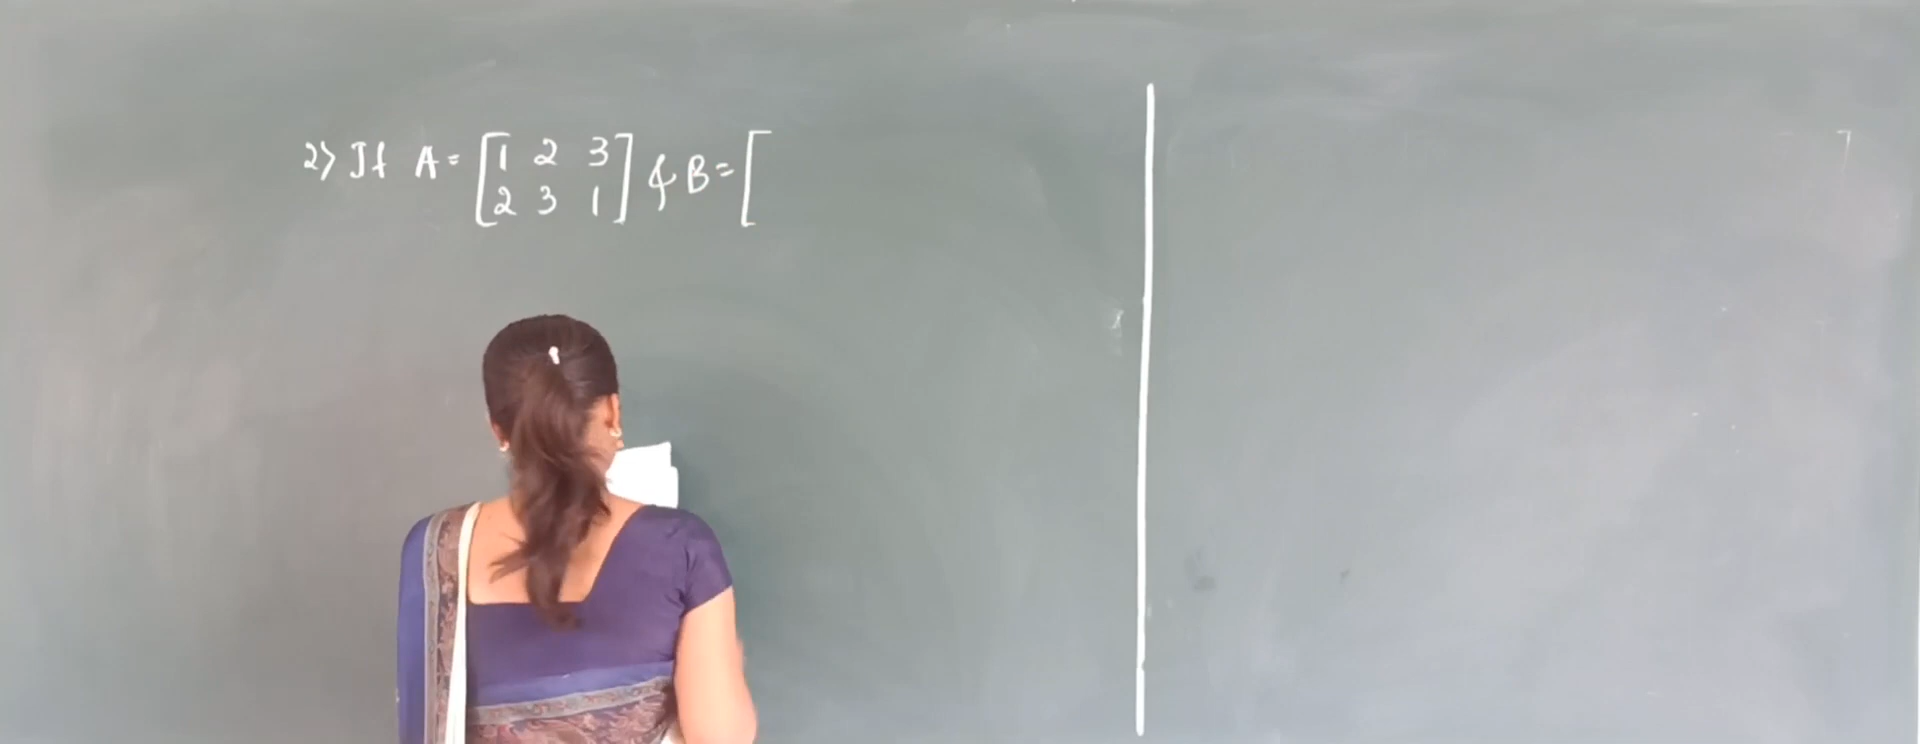 2) If A = [1 2 3] & B = [
[2 3 1]